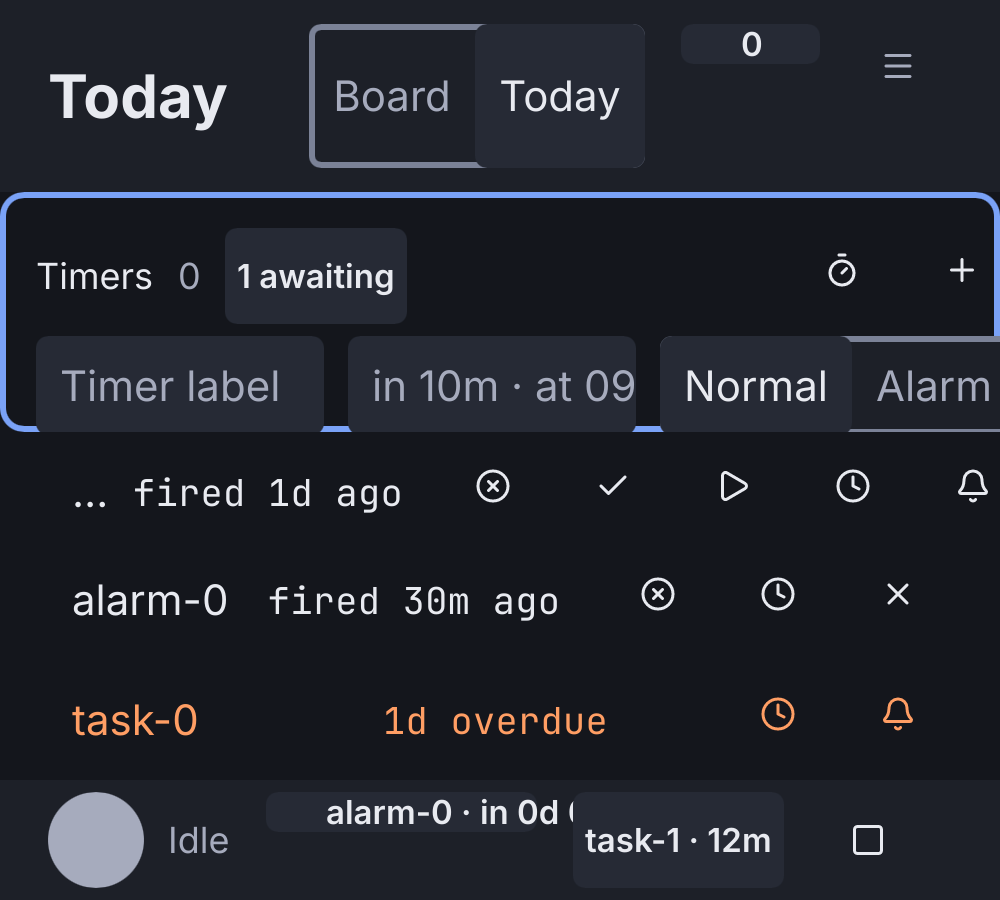 Today Board Today 0
Timers 0 1 awaiting
Timer label in 10m · at 09 Normal Alarm
... fired 1d ago
alarm-0 fired 30m ago
task-0 1d overdue
Idle alarm-0 · in 0d task-1 · 12m